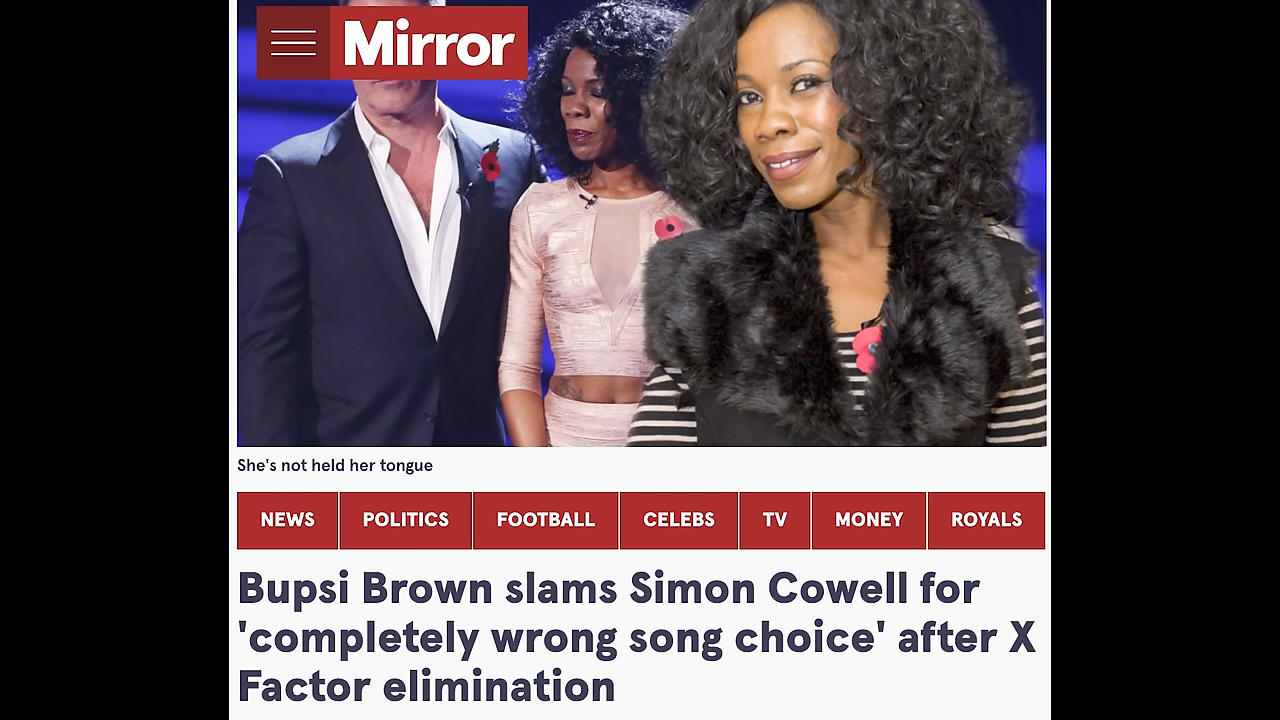 Mirror
She's not held her tongue
NEWS POLITICS FOOTBALL CELEBS TV MONEY ROYALS
Bupsi Brown slams Simon Cowell for
'completely wrong song choice' after X
Factor elimination